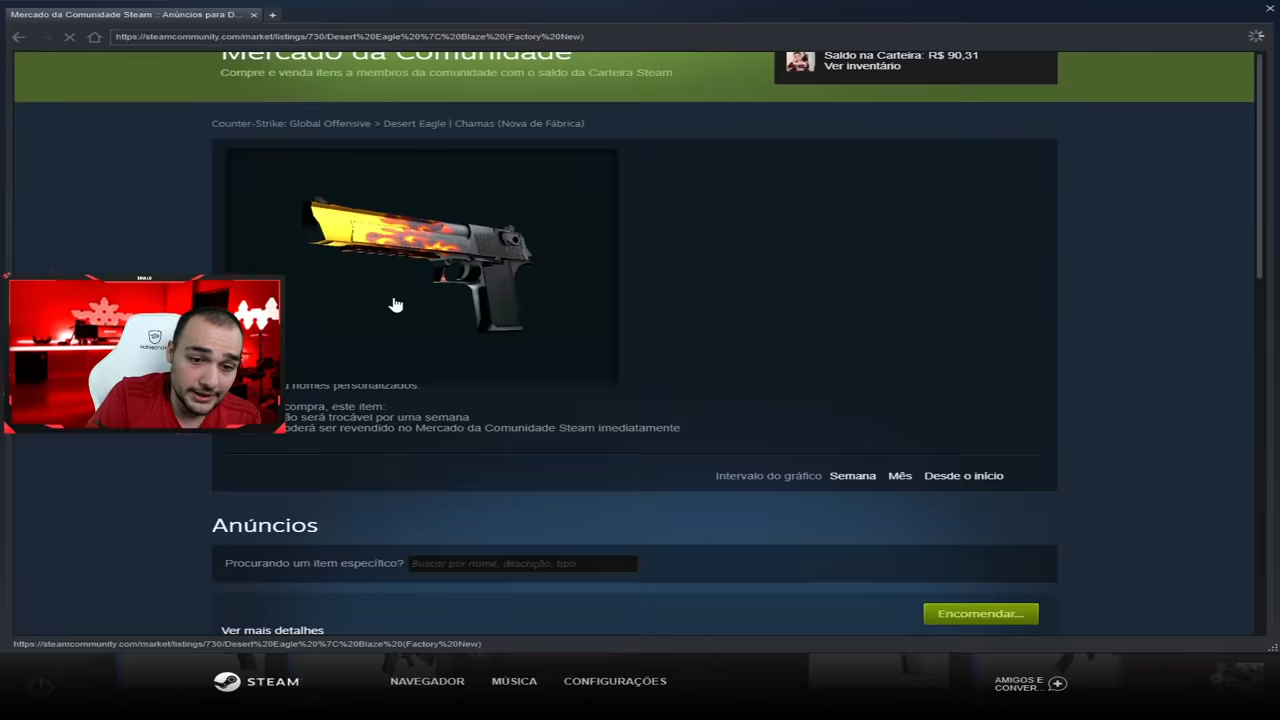 Mercado da Comunidade Steam :: Anúncios para D...
https://steamcommunity.com/market/listings/730/Desert%20Eagle%20%7C%20Blaze%20(Factory%20New)
Mercado da Comunidade
Compre e venda itens a membros da comunidade com o saldo da Carteira Steam
Saldo na Carteira: R$ 90,31
Ver inventário
Counter-Strike: Global Offensive > Desert Eagle | Chamas (Nova de Fábrica)
nomes personalizados.
compra, este item:
ão será trocável por uma semana
oderá ser revendido no Mercado da Comunidade Steam imediatamente
Intervalo do gráfico Semana Mês Desde o início
Anúncios
Procurando um item específico? Buscar por nome, descrição, tipo
Encomendar...
Ver mais detalhes
https://steamcommunity.com/market/listings/730/Desert%20Eagle%20%7C%20Blaze%20(Factory%20New)
STEAM NAVEGADOR MÚSICA CONFIGURAÇÕES AMIGOS E
CONVER...